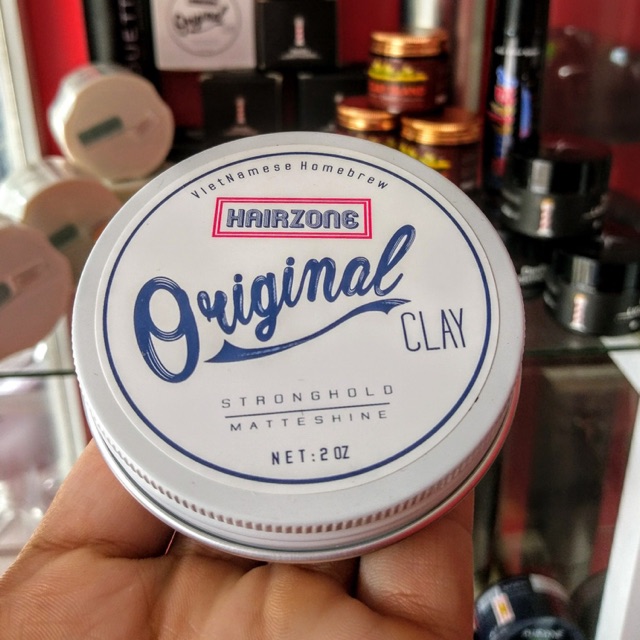 VietNamese Homebrew
HAIRZONE
Original
CLAY
STRONGHOLD
MATTESHINE
NET:2 OZ